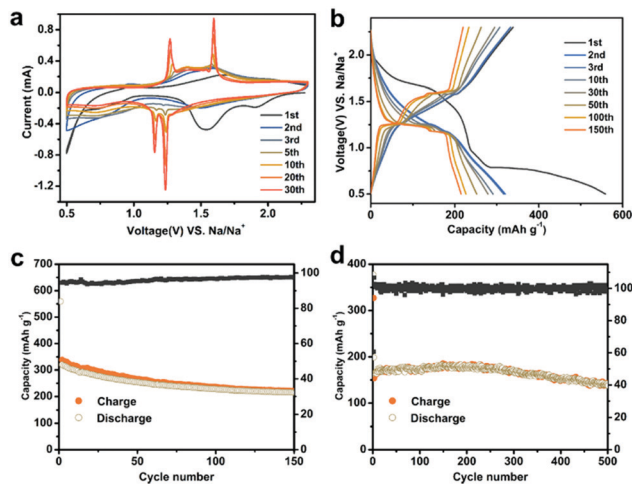 a
0.8
0.4
0.0
-0.4
-0.8
-1.2
Current (mA)
1st
2nd
3rd
5th
10th
20th
30th
0.5
1.0
1.5
2.0
Voltage(V) VS. Na/Na+
b
2.0
1.5
1.0
0.5
Voltage(V) VS. Na/Na+
1st
2nd
3rd
10th
30th
50th
100th
150th
0
200
400
600
Capacity (mAh g-1)
c
700
600
500
400
300
200
100
0
Capacity (mAh g-1)
100
80
60
40
20
0
Charge
Discharge
0
50
100
150
Cycle number
d
400
350
300
250
200
150
100
50
0
Capacity (mAh g-1)
100
80
60
40
20
0
Charge
Discharge
0
100
200
300
400
500
Cycle number